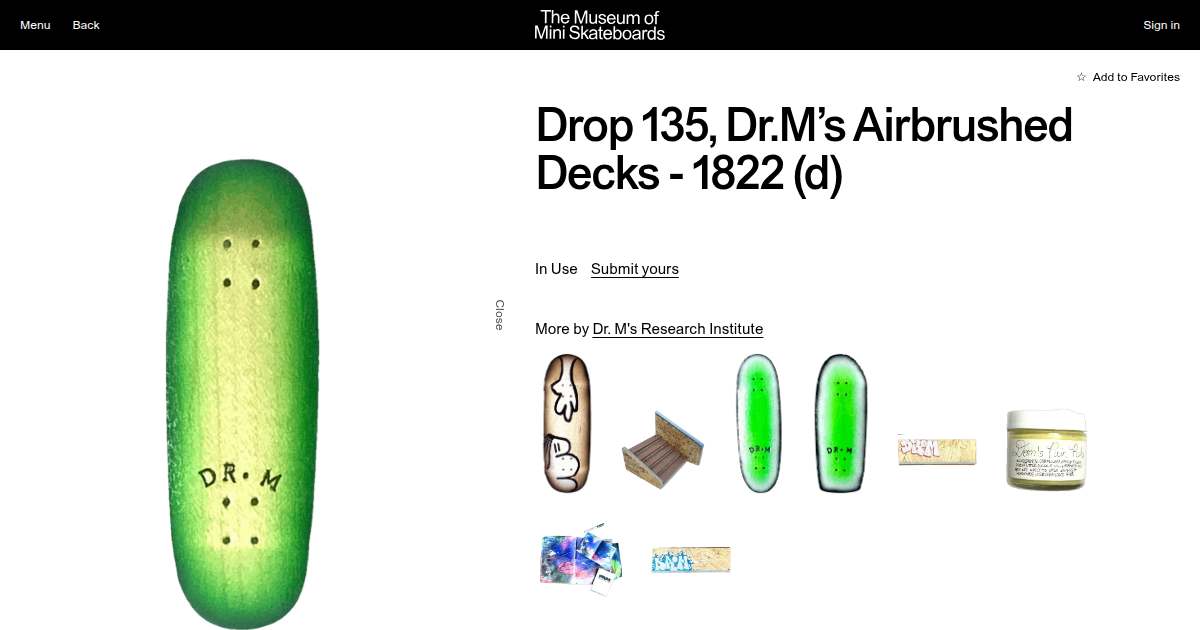 Menu
Back
The Museum of
Mini Skateboards
Sign in
☆ Add to Favorites
Drop 135, Dr.M’s Airbrushed
Decks - 1822 (d)
In Use
Submit yours
Close
More by Dr. M's Research Institute
DR. M
DR. M
DR. M